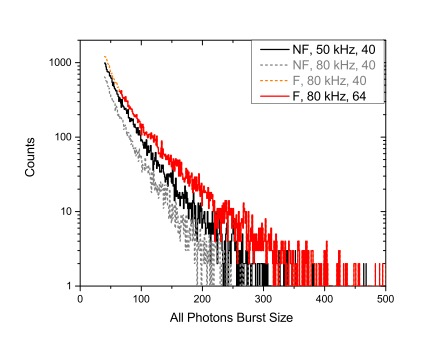 NF, 50 kHz, 40
NF, 80 kHz, 40
F, 80 kHz, 40
F, 80 kHz, 64
1000
100
10
1
Counts
0 100 200 300 400 500
All Photons Burst Size